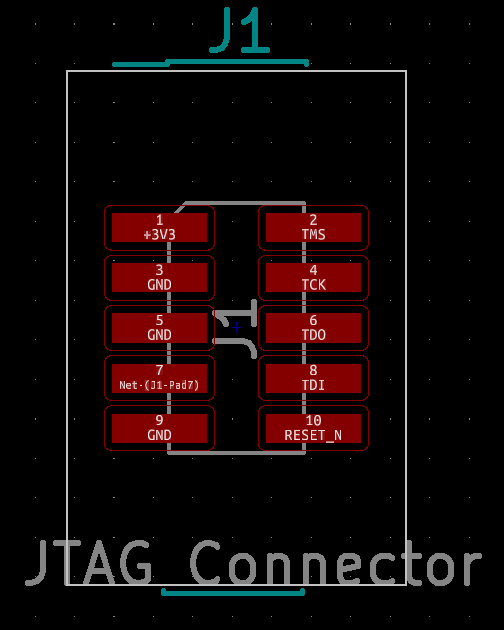 J1
1
+3V3
2
TMS
3
GND
4
TCK
5
GND
6
TDO
7
Net-(J1-Pad7)
8
TDI
9
GND
10
RESET_N
J1
JTAG Connector